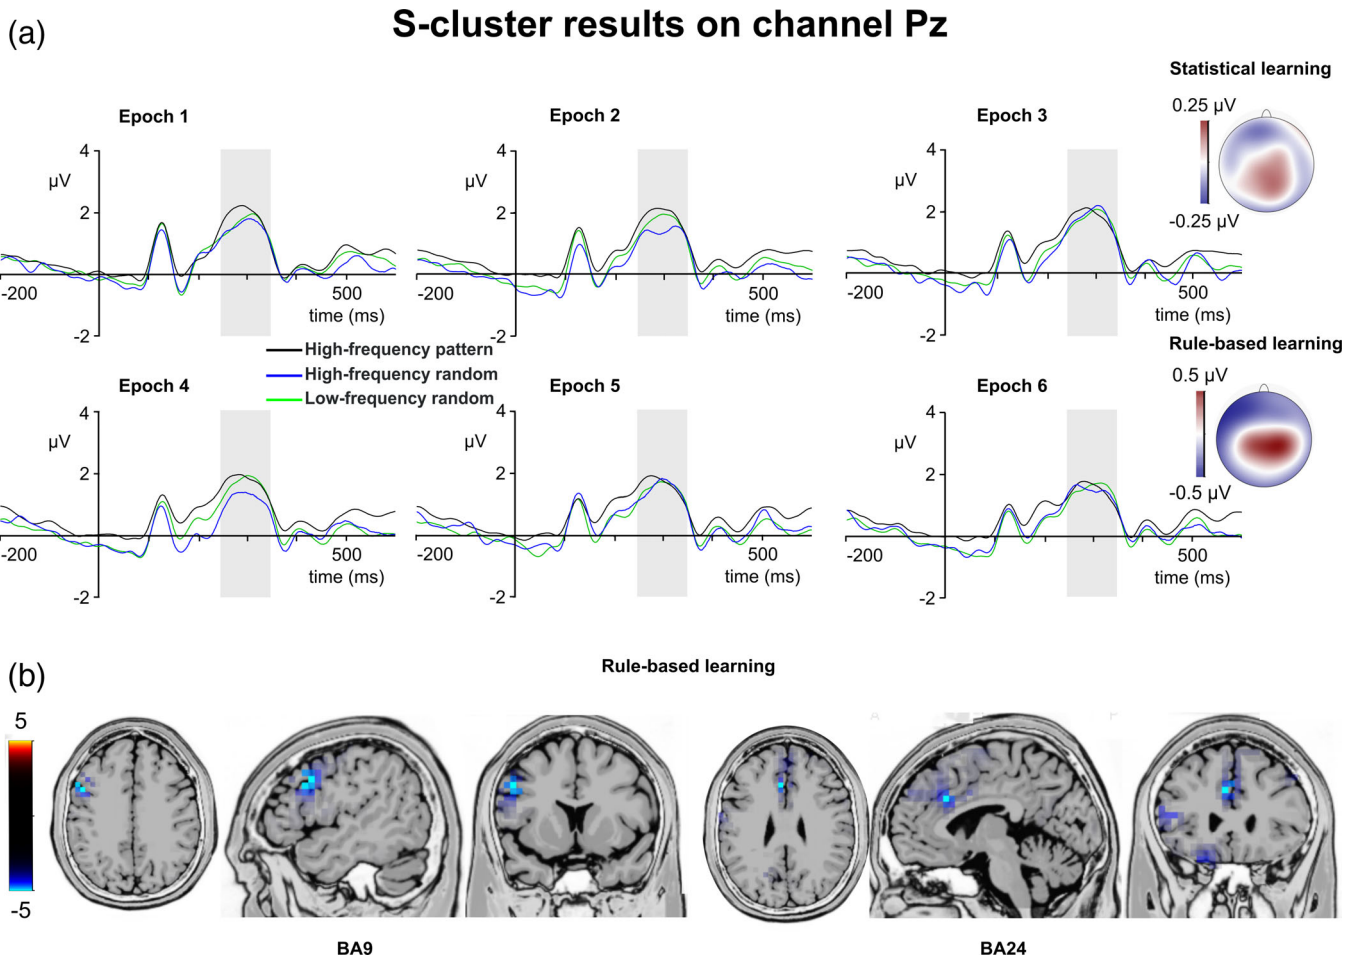 (a)
S-cluster results on channel Pz
Statistical learning
0.25 µV
-0.25 µV
Epoch 1
4
µV
2
-200
500
time (ms)
-2
Epoch 2
4
µV
2
-200
500
time (ms)
-2
Epoch 3
4
µV
2
-200
500
time (ms)
-2
High-frequency pattern
High-frequency random
Low-frequency random
Rule-based learning
0.5 µV
-0.5 µV
Epoch 4
4
µV
2
-200
500
time (ms)
-2
Epoch 5
4
µV
2
-200
500
time (ms)
-2
Epoch 6
4
µV
2
-200
500
time (ms)
-2
(b)
Rule-based learning
5
-5
A
P
BA9
BA24